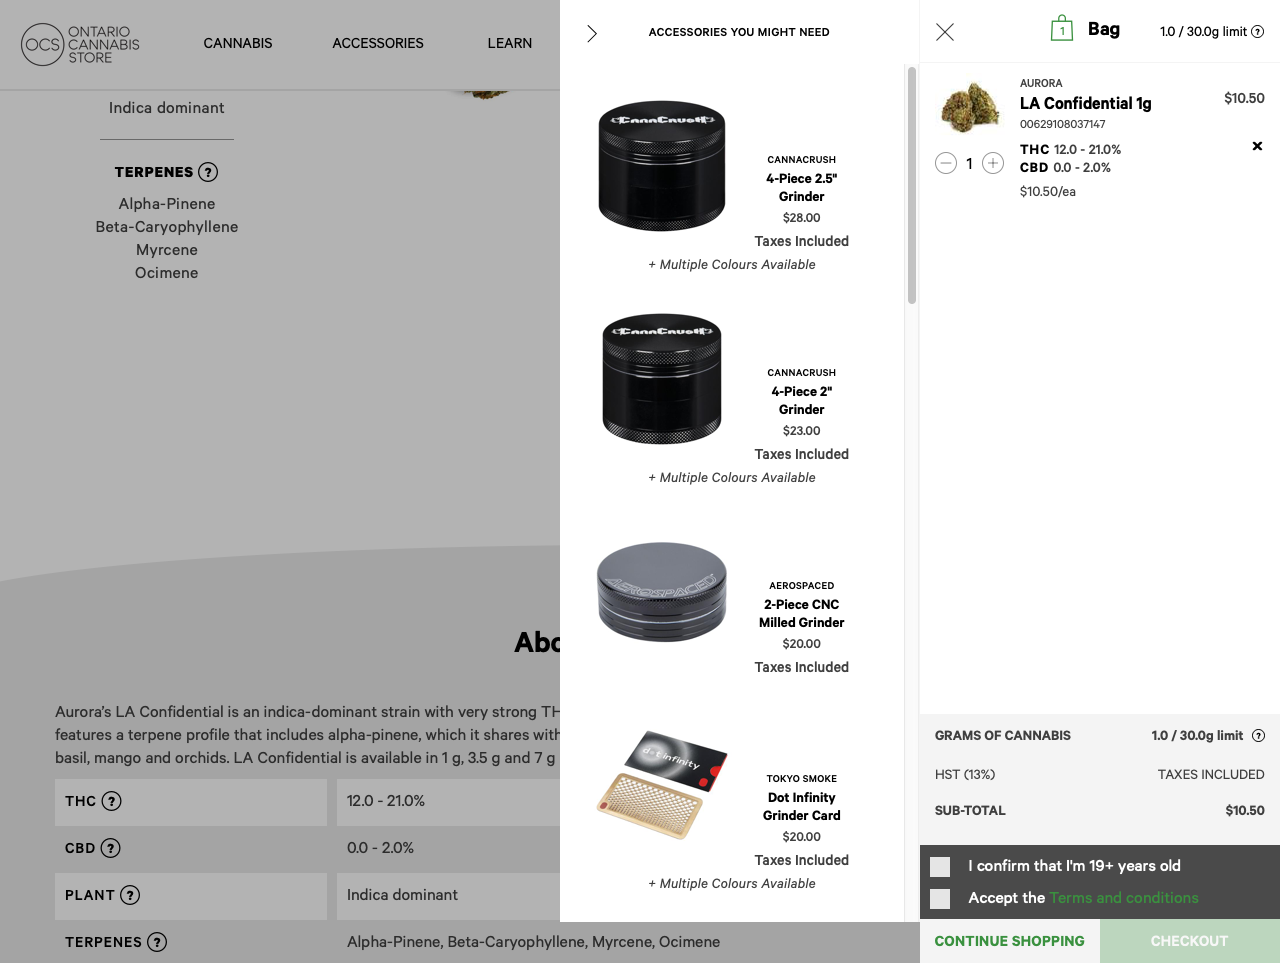 OCS
ONTARIO
CANNABIS
STORE
CANNABIS
ACCESSORIES
LEARN
Indica dominant
TERPENES ?
Alpha-Pinene
Beta-Caryophyllene
Myrcene
Ocimene
Abo
Aurora's LA Confidential is an indica-dominant strain with very strong TH
features a terpene profile that includes alpha-pinene, which it shares with
basil, mango and orchids. LA Confidential is available in 1 g, 3.5 g and 7 g
THC ? 12.0 - 21.0%
CBD ? 0.0 - 2.0%
PLANT ? Indica dominant
TERPENES ? Alpha-Pinene, Beta-Caryophyllene, Myrcene, Ocimene
ACCESSORIES YOU MIGHT NEED
CannaCrush
CANNACRUSH
4-Piece 2.5"
Grinder
$28.00
Taxes Included
+ Multiple Colours Available
CannaCrush
CANNACRUSH
4-Piece 2"
Grinder
$23.00
Taxes Included
+ Multiple Colours Available
AEROSPACED
AEROSPACED
2-Piece CNC
Milled Grinder
$20.00
Taxes Included
dot infinity
TOKYO SMOKE
Dot Infinity
Grinder Card
$20.00
Taxes Included
+ Multiple Colours Available
1
Bag
1.0 / 30.0g limit ?
AURORA
LA Confidential 1g
$10.50
00629108037147
THC 12.0 - 21.0%
CBD 0.0 - 2.0%
1
$10.50/ea
GRAMS OF CANNABIS 1.0 / 30.0g limit ?
HST (13%) TAXES INCLUDED
SUB-TOTAL $10.50
I confirm that I'm 19+ years old
Accept the Terms and conditions
CONTINUE SHOPPING
CHECKOUT